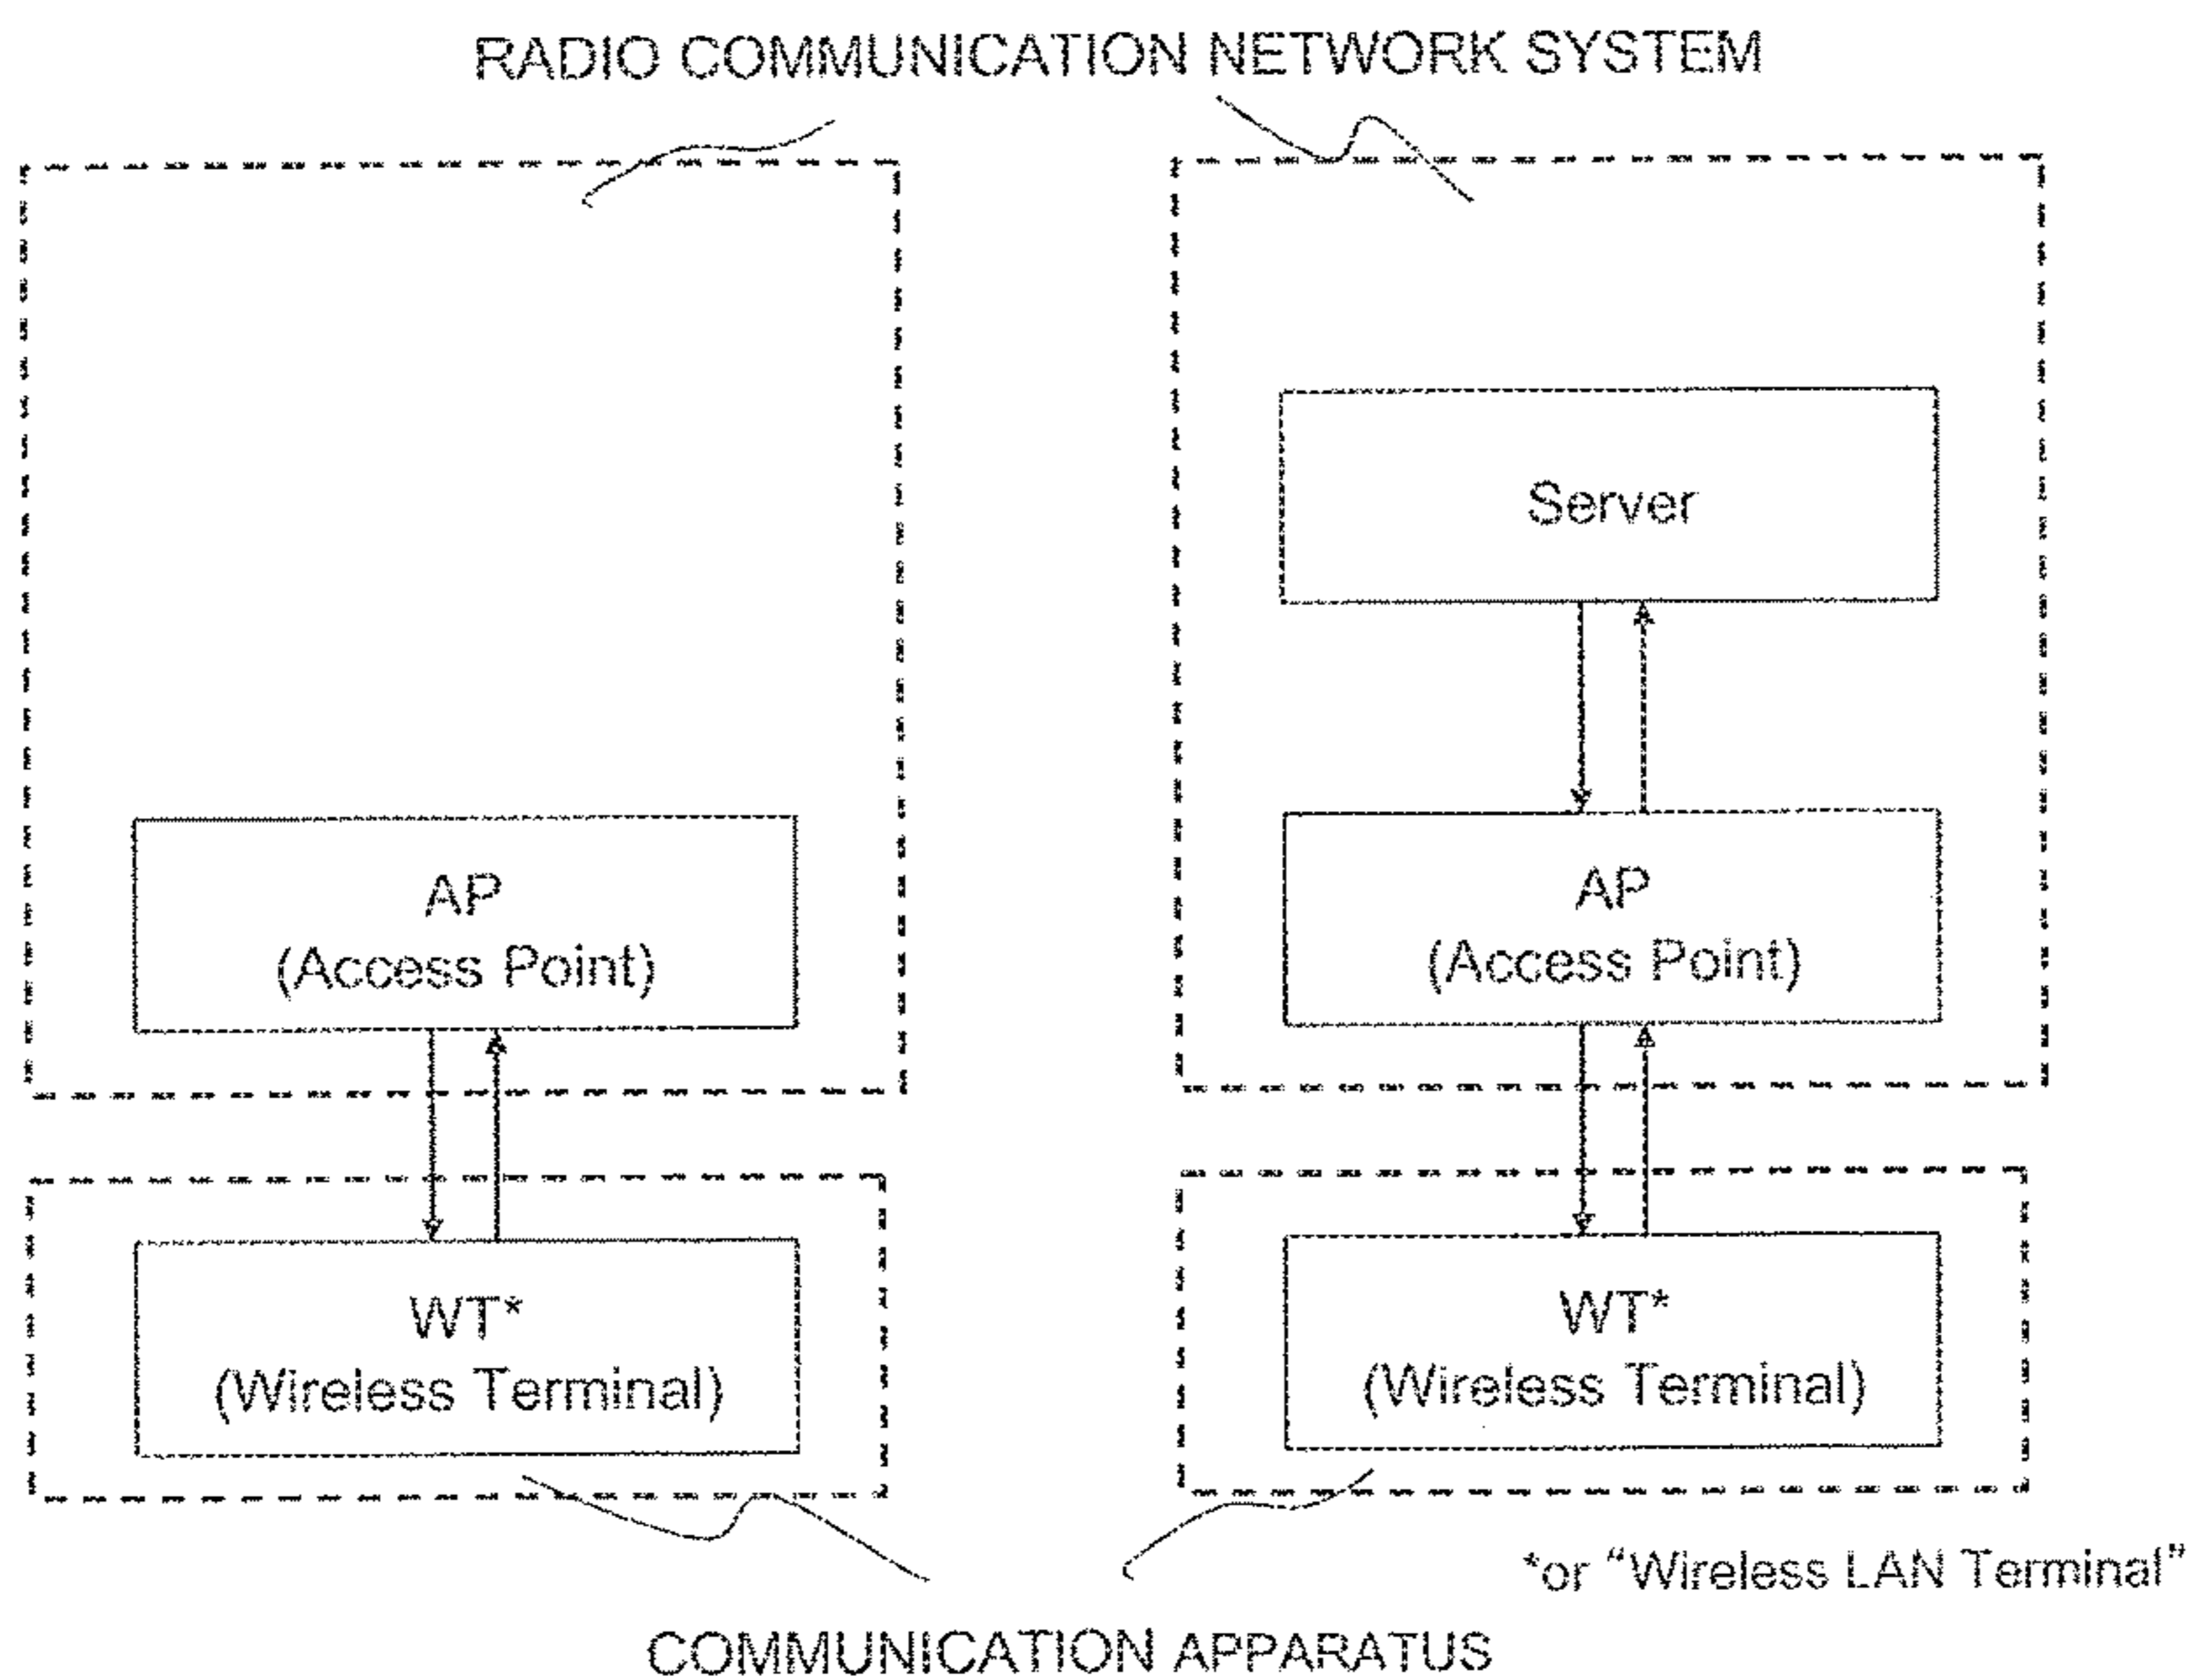 RADIO COMMUNICATION NETWORK SYSTEM
Server
AP
(Access Point)
AP
(Access Point)
WT*
(Wireless Terminal)
WT*
(Wireless Terminal)
*or “Wireless LAN Terminal”
COMMUNICATION APPARATUS